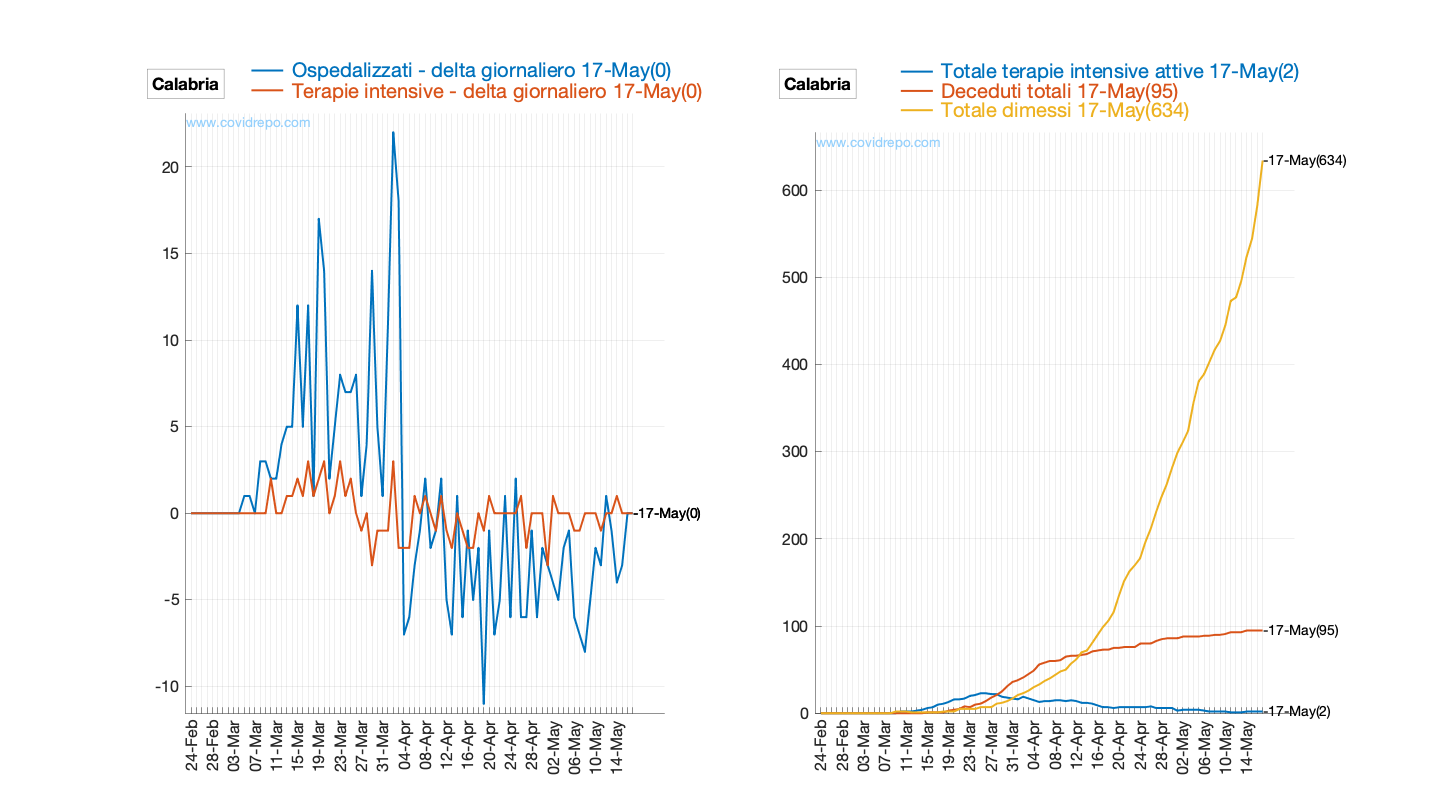 Calabria
Ospedalizzati - delta giornaliero 17-May(0)
Terapie intensive - delta giornaliero 17-May(0)
www.covidrepo.com
20
15
10
5
0
-5
-10
-17-May(0)
24-Feb
28-Feb
03-Mar
07-Mar
11-Mar
15-Mar
19-Mar
23-Mar
27-Mar
31-Mar
04-Apr
08-Apr
12-Apr
16-Apr
20-Apr
24-Apr
28-Apr
02-May
06-May
10-May
14-May
Calabria
Totale terapie intensive attive 17-May(2)
Deceduti totali 17-May(95)
Totale dimessi 17-May(634)
www.covidrepo.com
600
500
400
300
200
100
0
-17-May(634)
-17-May(95)
-17-May(2)
24-Feb
28-Feb
03-Mar
07-Mar
11-Mar
15-Mar
19-Mar
23-Mar
27-Mar
31-Mar
04-Apr
08-Apr
12-Apr
16-Apr
20-Apr
24-Apr
28-Apr
02-May
06-May
10-May
14-May